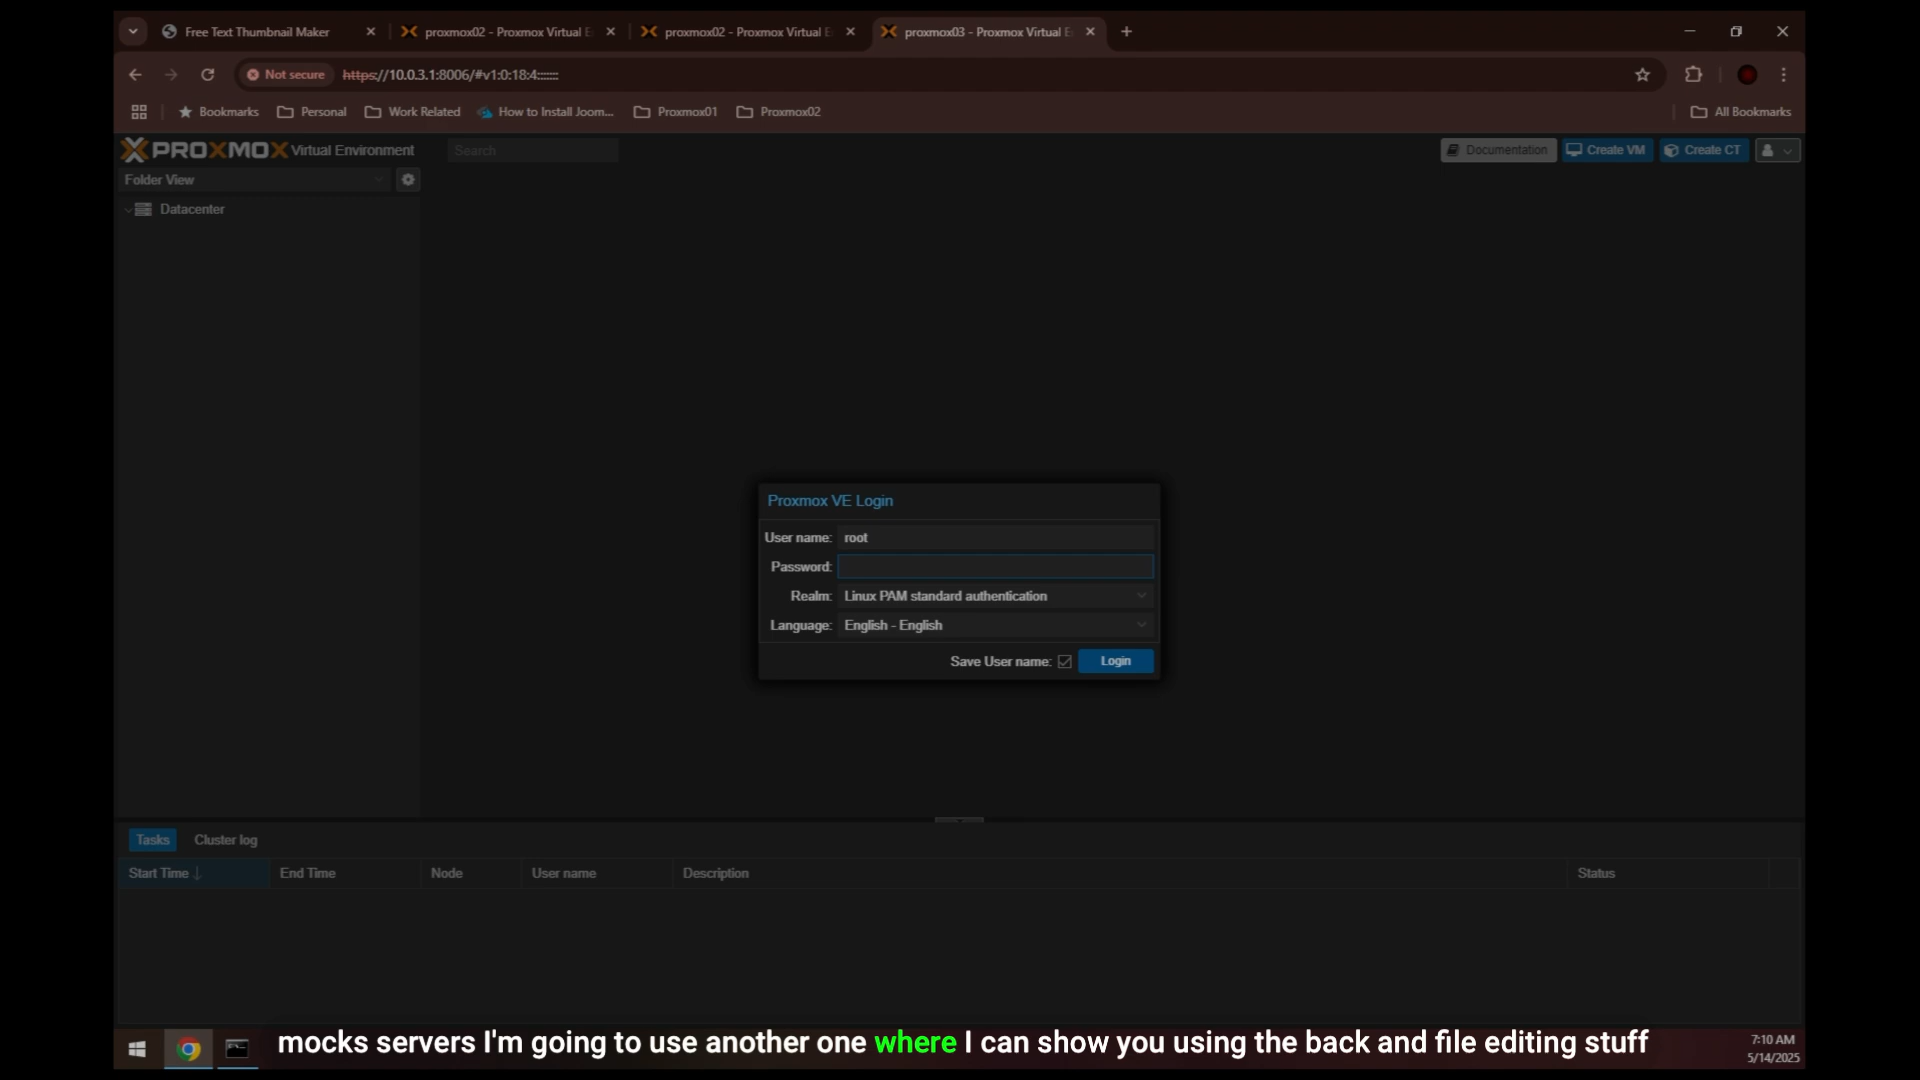 Free Text Thumbnail Maker
proxmox02 - Proxmox Virtual E
proxmox02 - Proxmox Virtual E
proxmox03 - Proxmox Virtual E
Not secure https://10.0.3.1:8006/#v1:0:18:4:::::::
Bookmarks Personal Work Related How to Install Joom... Proxmox01 Proxmox02 All Bookmarks
PROXMOX Virtual Environment Search Documentation Create VM Create CT
Folder View
Datacenter
Proxmox VE Login
User name: root
Password:
Realm: Linux PAM standard authentication
Language: English - English
Save User name: Login
Tasks Cluster log
Start Time End Time Node User name Description Status
mocks servers I'm going to use another one where I can show you using the back and file editing stuff
7:10 AM
5/14/2025